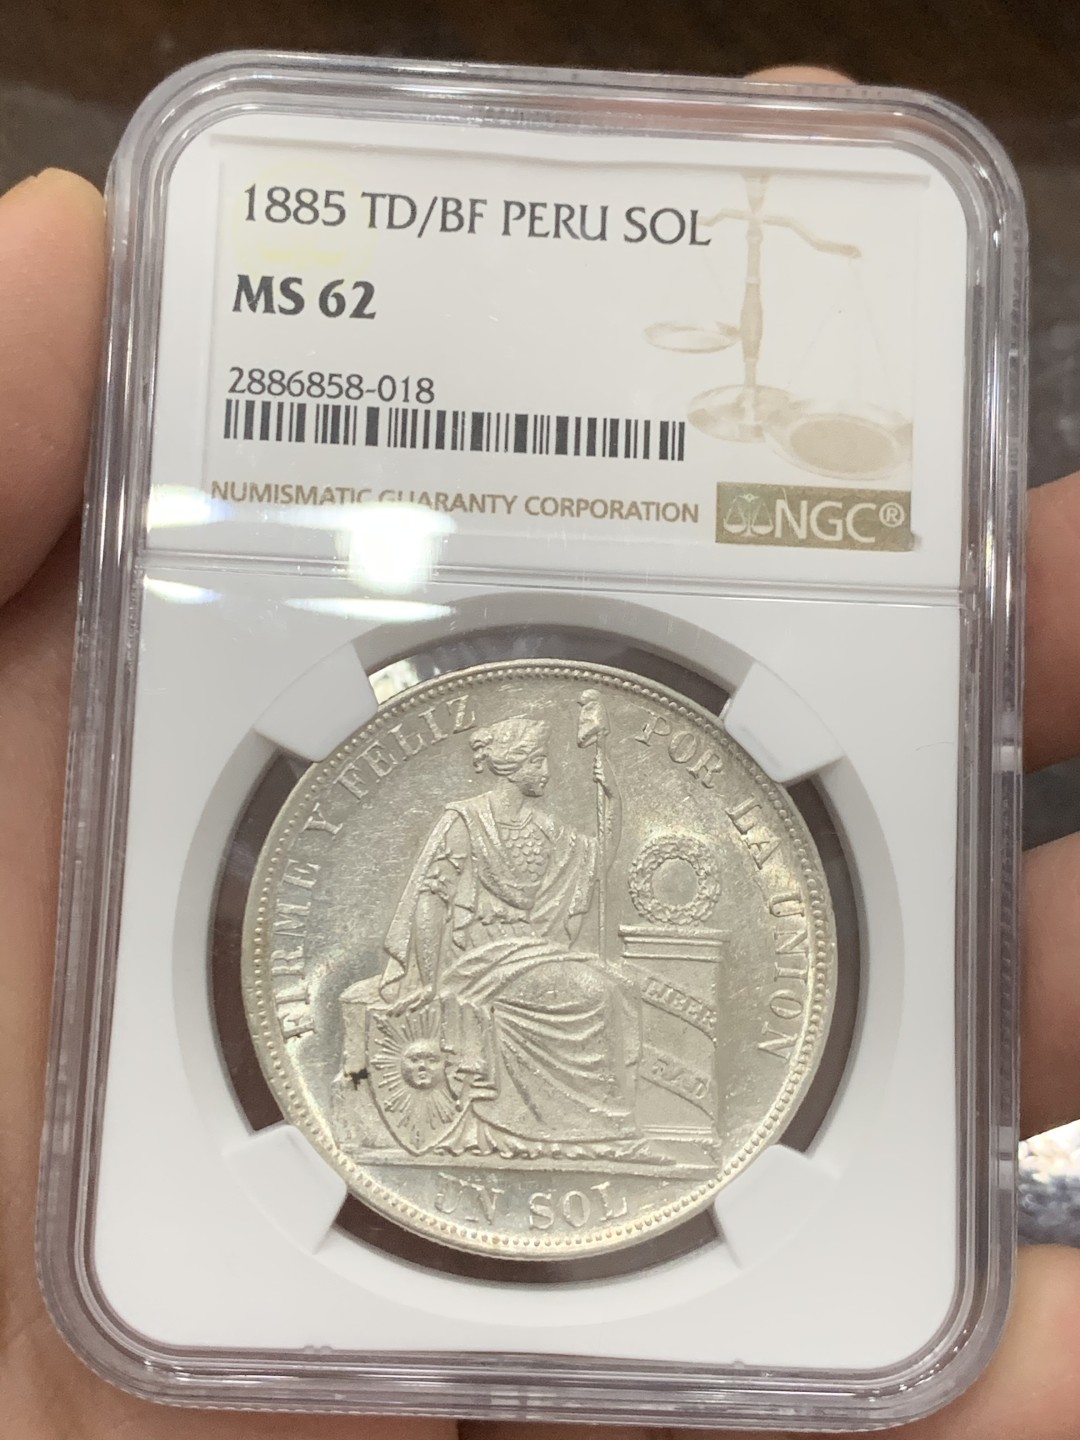 1885 TD/BF PERU SOL
MS 62
2886858-018
NUMISMATIC GUARANTY CORPORATION
NGC®
FIRME Y FELIZ POR LA UNION
LIBER
TAD
UN SOL